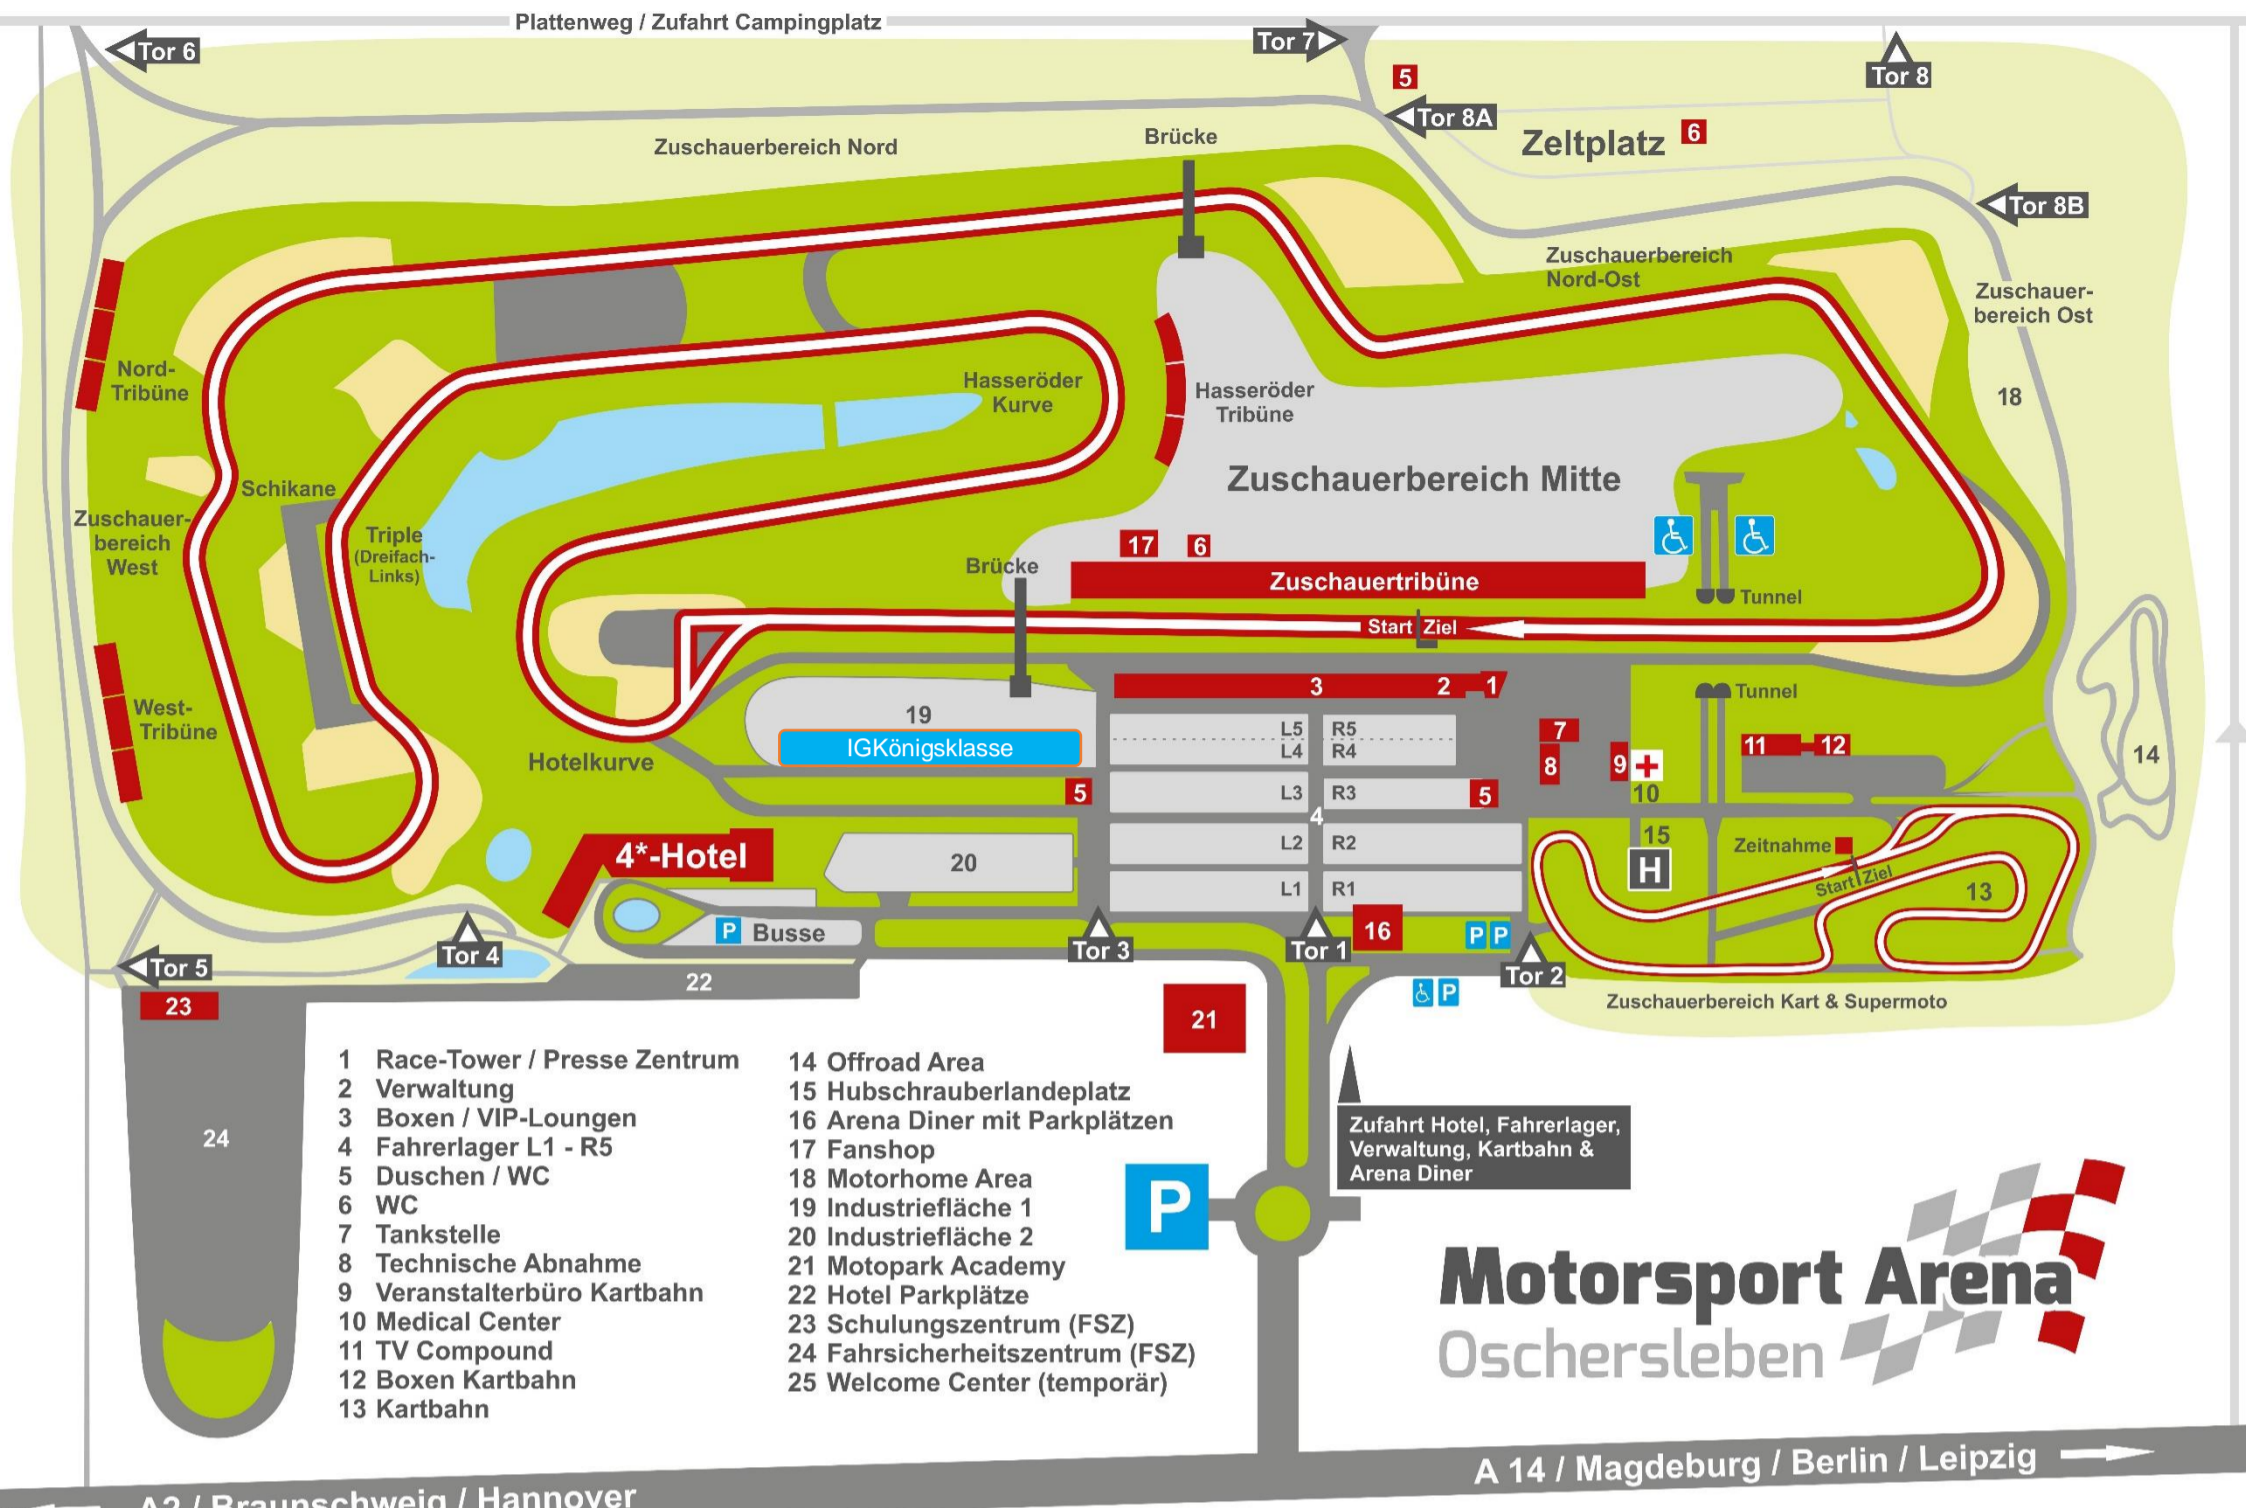 Plattenweg / Zufahrt Campingplatz
Tor 6
Tor 7
Tor 8
5
Tor 8A
Zeltplatz 6
Zuschauerbereich Nord
Brücke
Tor 8B
Zuschauerbereich
Nord-Ost
Zuschauer-
bereich Ost
18
Nord-
Tribüne
Hasseröder
Kurve
Hasseröder
Tribüne
Zuschauerbereich Mitte
Schikane
Zuschauer-
bereich
West
Triple
(Dreifach-
Links)
17
6
Brücke
Zuschauertribüne
Tunnel
Start Ziel
3
2
1
Tunnel
West-
Tribüne
19
IGKönigsklasse
Hotelkurve
L5
R5
L4
R4
7
8
9
10
11
12
14
5
L3
R3
5
4
L2
R2
15
H
Zeitnahme
Start Ziel
13
4*-Hotel
20
L1
R1
P Busse
Tor 3
Tor 1
16
P P
Tor 2
Tor 4
Tor 5
22
23
P
21
Zuschauerbereich Kart & Supermoto
24
1 Race-Tower / Presse Zentrum
2 Verwaltung
3 Boxen / VIP-Loungen
4 Fahrerlager L1 - R5
5 Duschen / WC
6 WC
7 Tankstelle
8 Technische Abnahme
9 Veranstalterbüro Kartbahn
10 Medical Center
11 TV Compound
12 Boxen Kartbahn
13 Kartbahn
14 Offroad Area
15 Hubschrauberlandeplatz
16 Arena Diner mit Parkplätzen
17 Fanshop
18 Motorhome Area
19 Industriefläche 1
20 Industriefläche 2
21 Motopark Academy
22 Hotel Parkplätze
23 Schulungszentrum (FSZ)
24 Fahrsicherheitszentrum (FSZ)
25 Welcome Center (temporär)
P
Zufahrt Hotel, Fahrerlager,
Verwaltung, Kartbahn &
Arena Diner
Motorsport Arena
Oschersleben
A 14 / Magdeburg / Berlin / Leipzig
A2 / Braunschweig / Hannover